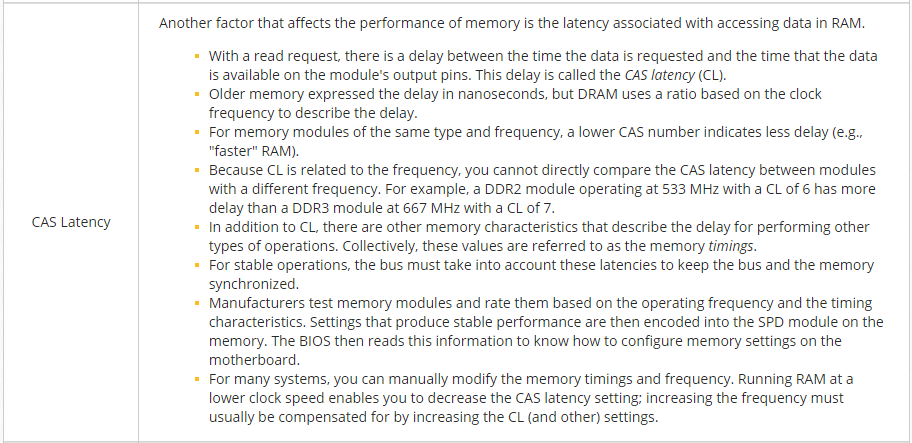 Another factor that affects the performance of memory is the latency associated with accessing data in RAM.
With a read request, there is a delay between the time the data is requested and the time that the data
is available on the module's output pins. This delay is called the CAS latency (CL).
Older memory expressed the delay in nanoseconds, but DRAM uses a ratio based on the clock
frequency to describe the delay.
For memory modules of the same type and frequency, a lower CAS number indicates less delay (e.g.,
"faster" RAM).
Because CL is related to the frequency, you cannot directly compare the CAS latency between modules
with a different frequency. For example, a DDR2 module operating at 533 MHz with a CL of 6 has more
delay than a DDR3 module at 667 MHz with a CL of 7.
CAS Latency
In addition to CL, there are other memory characteristics that describe the delay for performing other
types of operations. Collectively, these values are referred to as the memory timings.
For stable operations, the bus must take into account these latencies to keep the bus and the memory
synchronized.
Manufacturers test memory modules and rate them based on the operating frequency and the timing
characteristics. Settings that produce stable performance are then encoded into the SPD module on the
memory. The BIOS then reads this information to know how to configure memory settings on the
motherboard.
For many systems, you can manually modify the memory timings and frequency. Running RAM at a
lower clock speed enables you to decrease the CAS latency setting; increasing the frequency must
usually be compensated for by increasing the CL (and other) settings.